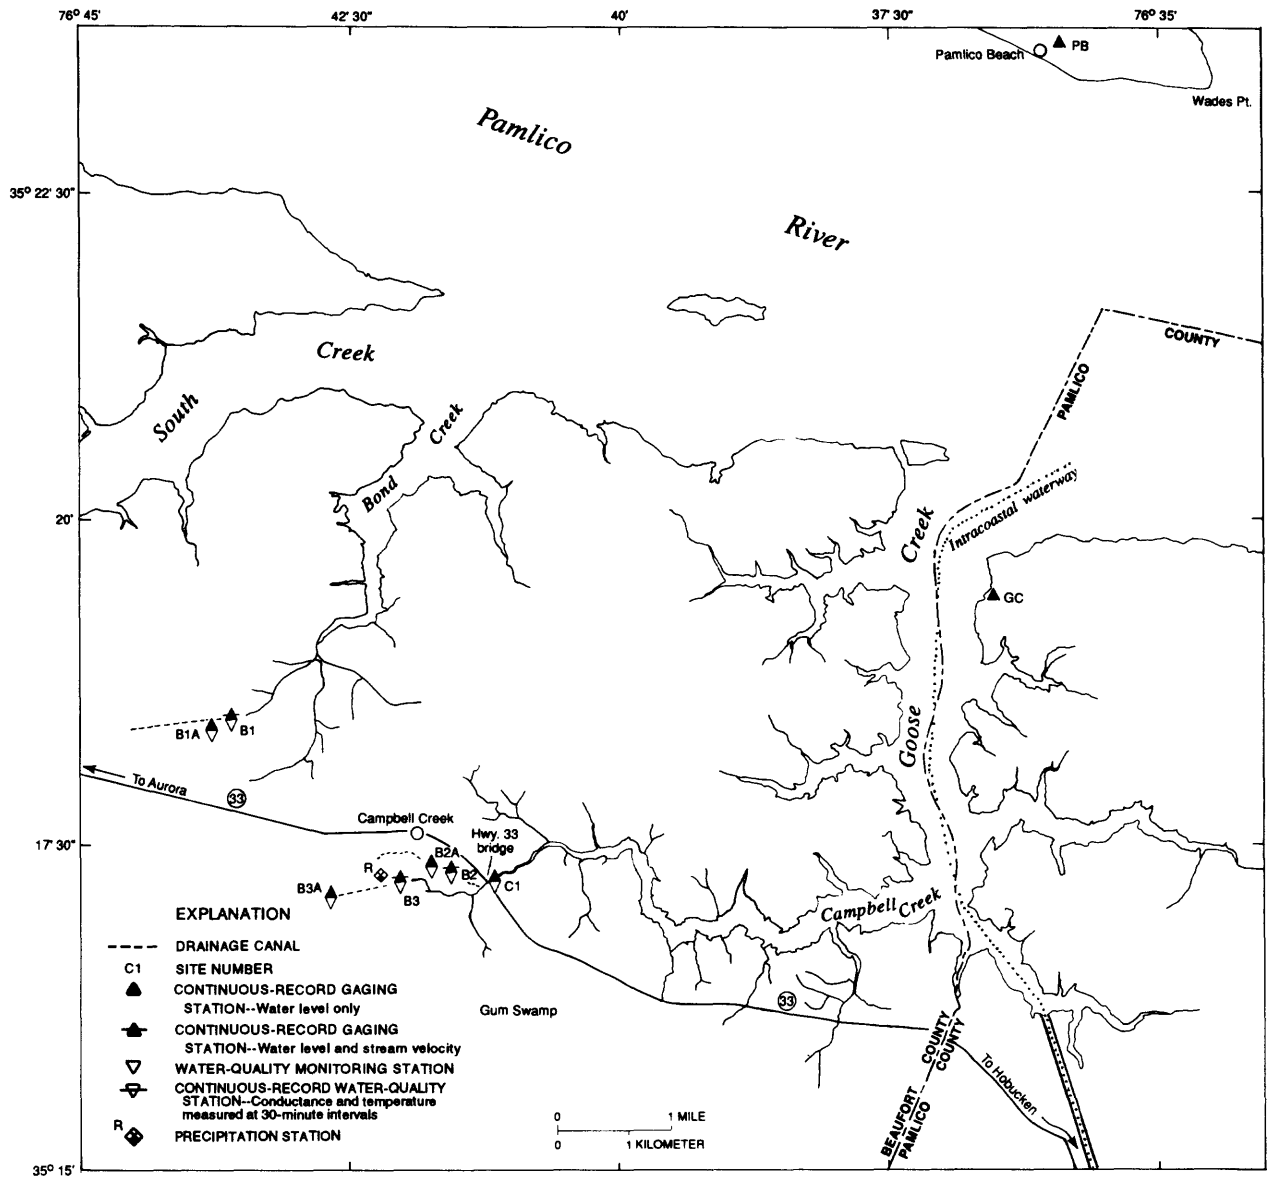 76° 45'
42' 30"
40'
37' 30"
76° 35'
Pamlico Beach
PB
Wades Pt.
Pamlico
35° 22' 30"
River
COUNTY
Creek
PAMLICO
South
Creek
Bond
Intracoastal waterway
20'
Creek
GC
Goose
B1A
B1
To Aurora
33
Campbell Creek
Hwy. 33
bridge
17' 30"
B2A
R
B2
C1
B3A
B3
Campbell Creek
EXPLANATION
DRAINAGE CANAL
C1 SITE NUMBER
CONTINUOUS-RECORD GAGING
STATION--Water level only
CONTINUOUS-RECORD GAGING
STATION--Water level and stream velocity
WATER-QUALITY MONITORING STATION
CONTINUOUS-RECORD WATER-QUALITY
STATION--Conductance and temperature
measured at 30-minute intervals
R PRECIPITATION STATION
33
Gum Swamp
COUNTY
COUNTY
To Hobucken
BEAUFORT
PAMLICO
0 1 MILE
0 1 KILOMETER
35° 15'